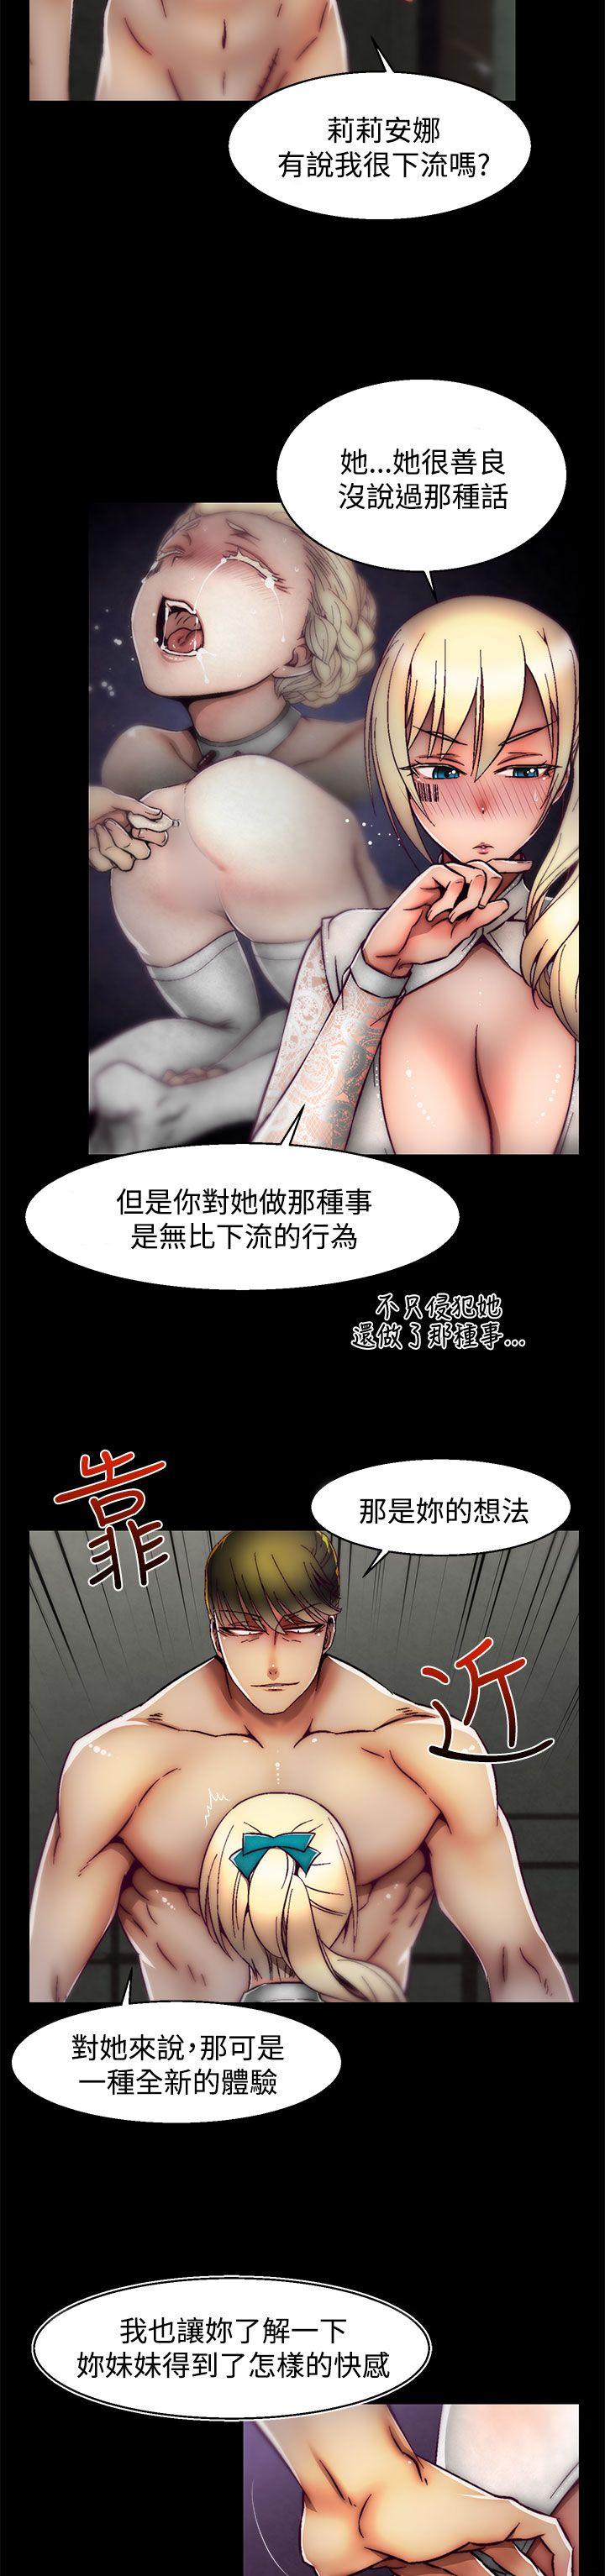 莉莉安娜
有說我很下流嗎?
她…她很善良
沒說過那種話
但是你對她做那種事
是無比下流的行為
不只侵犯她
還做了那種事…
靠
那是妳的想法
近
對她來說，那可是
一種全新的體驗
我也讓妳了解一下
妳妹妹得到了怎樣的快感